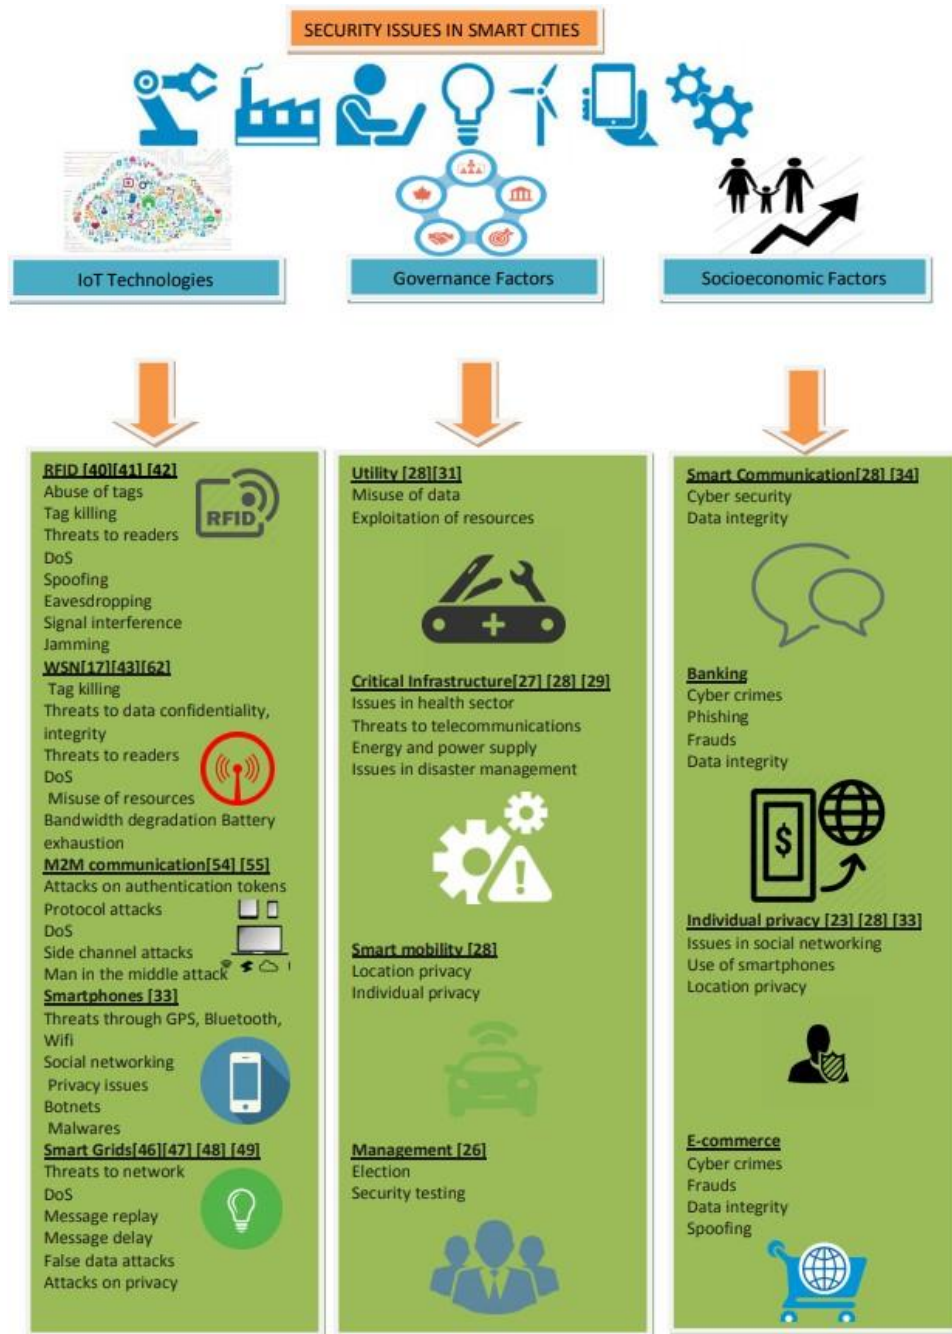 SECURITY ISSUES IN SMART CITIES
IoT Technologies
Governance Factors
Socioeconomic Factors
RFID [40][41] [42]
Abuse of tags
Tag killing
Threats to readers
DoS
Spoofing
Eavesdropping
Signal interference
Jamming
RFID
WSN[17][43][62]
Tag killing
Threats to data confidentiality,
integrity
Threats to readers
DoS
Misuse of resources
Bandwidth degradation Battery
exhaustion
M2M communication[54] [55]
Attacks on authentication tokens
Protocol attacks
DoS
Side channel attacks
Man in the middle attack
Smartphones [33]
Threats through GPS, Bluetooth,
Wifi
Social networking
Privacy issues
Botnets
Malwares
Smart Grids[46][47] [48] [49]
Threats to network
DoS
Message replay
Message delay
False data attacks
Attacks on privacy
Utility [28][31]
Misuse of data
Exploitation of resources
Critical Infrastructure[27] [28] [29]
Issues in health sector
Threats to telecommunications
Energy and power supply
Issues in disaster management
Smart mobility [28]
Location privacy
Individual privacy
Management [26]
Election
Security testing
Smart Communication[28] [34]
Cyber security
Data integrity
Banking
Cyber crimes
Phishing
Frauds
Data integrity
$
Individual privacy [23] [28] [33]
Issues in social networking
Use of smartphones
Location privacy
E-commerce
Cyber crimes
Frauds
Data integrity
Spoofing